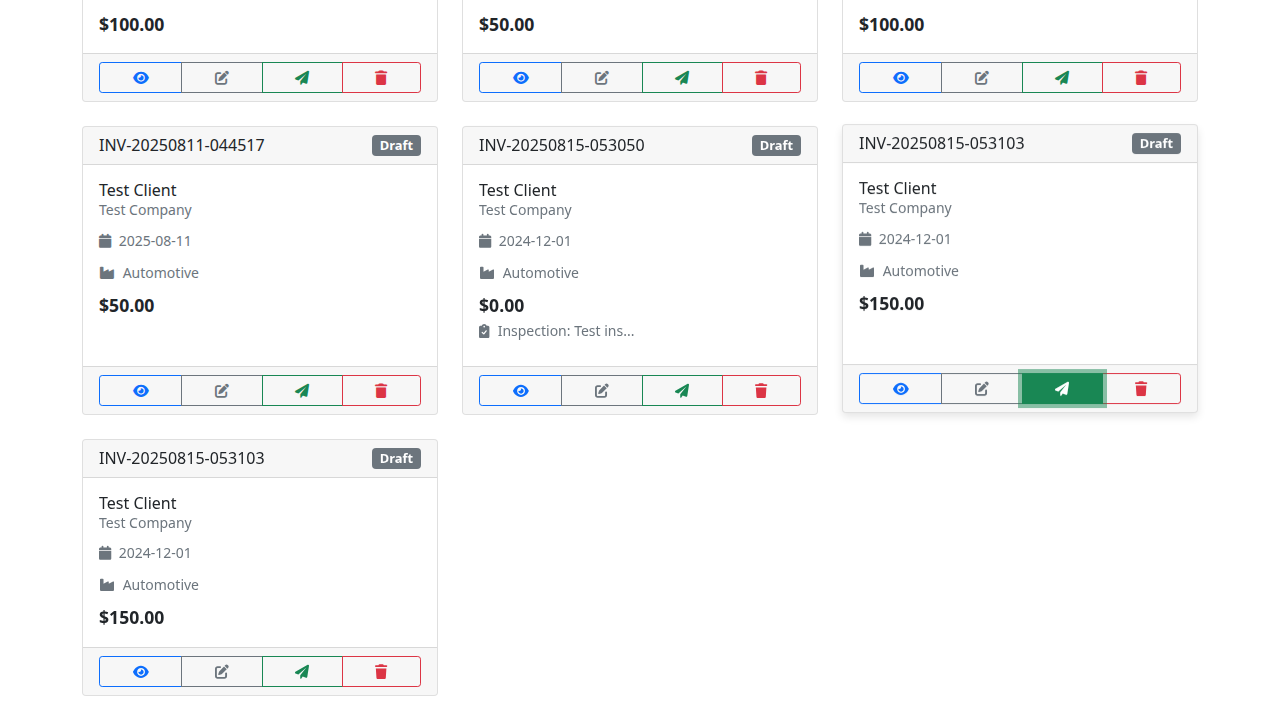 $100.00
$50.00
$100.00
INV-20250811-044517
Draft
Test Client
Test Company
2025-08-11
Automotive
$50.00
INV-20250815-053050
Draft
Test Client
Test Company
2024-12-01
Automotive
$0.00
Inspection: Test ins...
INV-20250815-053103
Draft
Test Client
Test Company
2024-12-01
Automotive
$150.00
INV-20250815-053103
Draft
Test Client
Test Company
2024-12-01
Automotive
$150.00